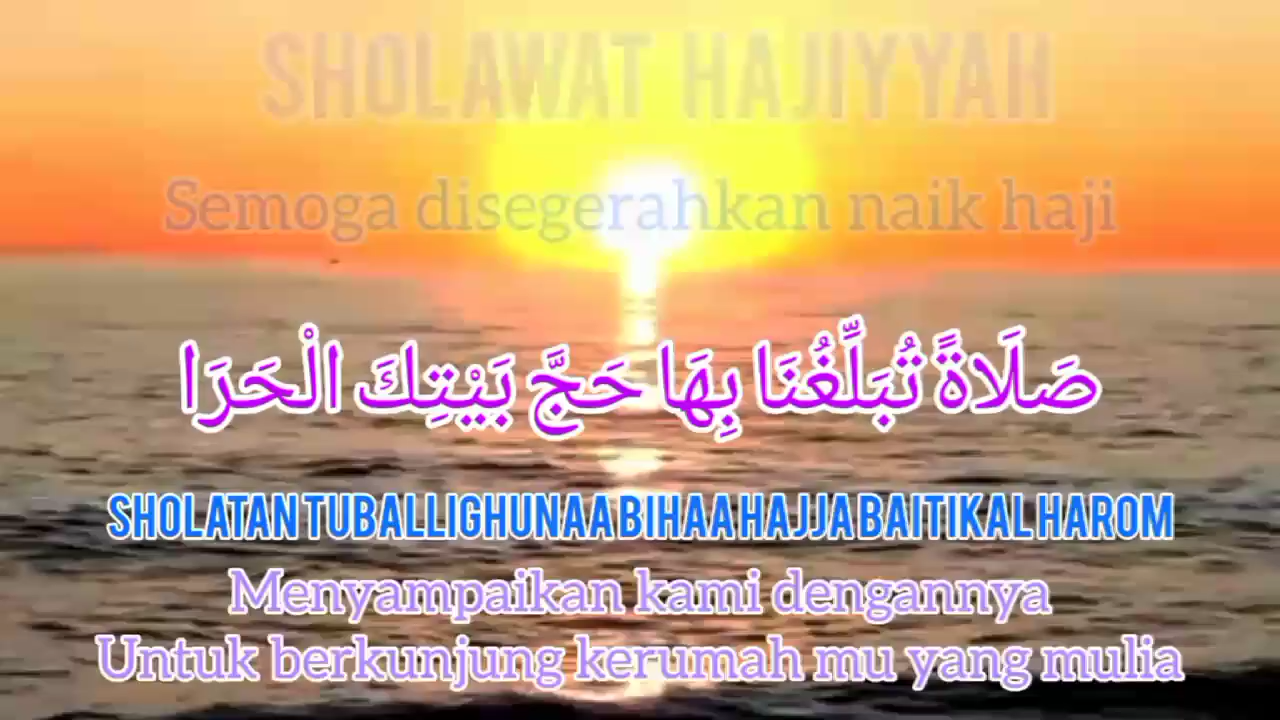 SHOLAWAT HAJIYYAH
Semoga disegerahkan naik haji
صَلَاةً تُبَلِّغُنَا بِهَا حَجَّ بَيْتِكَ الْحَرَا
SHOLATAN TUBALLIGHUNAA BIHAA HAJJA BAITIKAL HAROM
Menyampaikan kami dengannya
Untuk berkunjung kerumah mu yang mulia